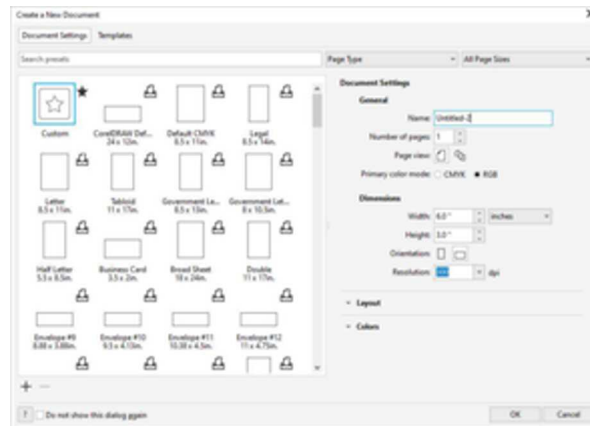 Create a New Document
Document Settings Templates
Search presets
Page Type
All Page Sizes
Custom
CorelDRAW Def...
24 x 12in.
Default CMYK
8.5 x 11in.
Legal
8.5 x 14in.
Letter
8.5 x 11in.
Tabloid
11 x 17in.
Government Le...
8.5 x 13in.
Government Let...
8 x 10.5in.
Half Letter
5.5 x 8.5in.
Business Card
3.5 x 2in.
Broad Sheet
18 x 24in.
Double
11 x 17in.
Envelope #9
8.88 x 3.88in.
Envelope #10
9.5 x 4.13in.
Envelope #11
10.38 x 4.5in.
Envelope #12
11 x 4.75in.
Document Settings
General
Name: Untitled-2
Number of pages: 1
Page view:
Primary color mode: CMYK RGB
Dimensions
Width: 6.0 " inches
Height: 3.0 "
Orientation:
Resolution: dpi
Layout
Colors
? Do not show this dialog again
OK Cancel